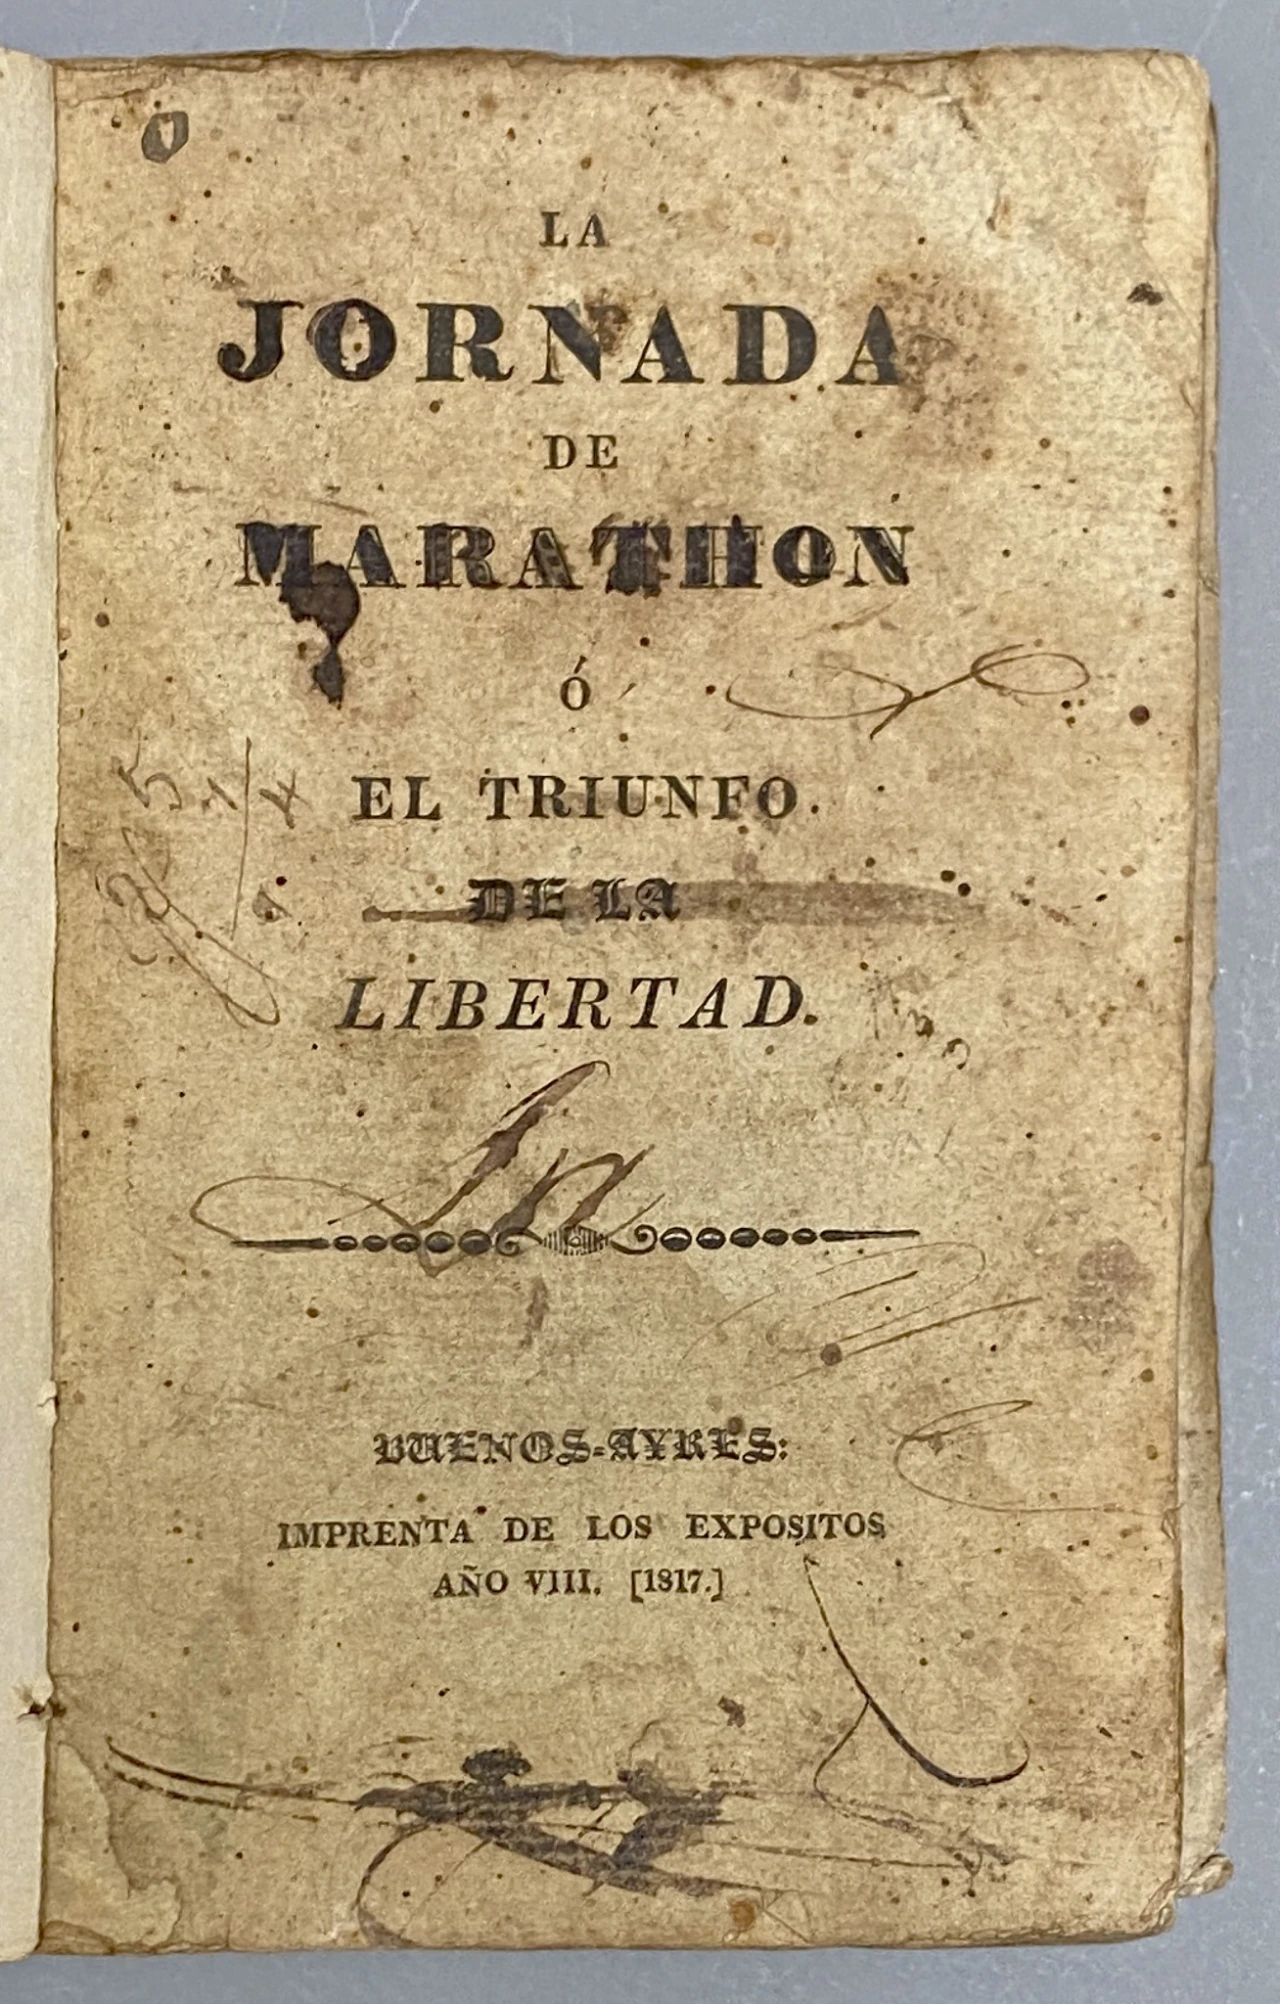 LA
JORNADA
DE
MARATHON
Ó
EL TRIUNFO
DE LA
LIBERTAD.
BUENOS-AYRES:
IMPRENTA DE LOS EXPOSITOS
AÑO VIII. [1817.]